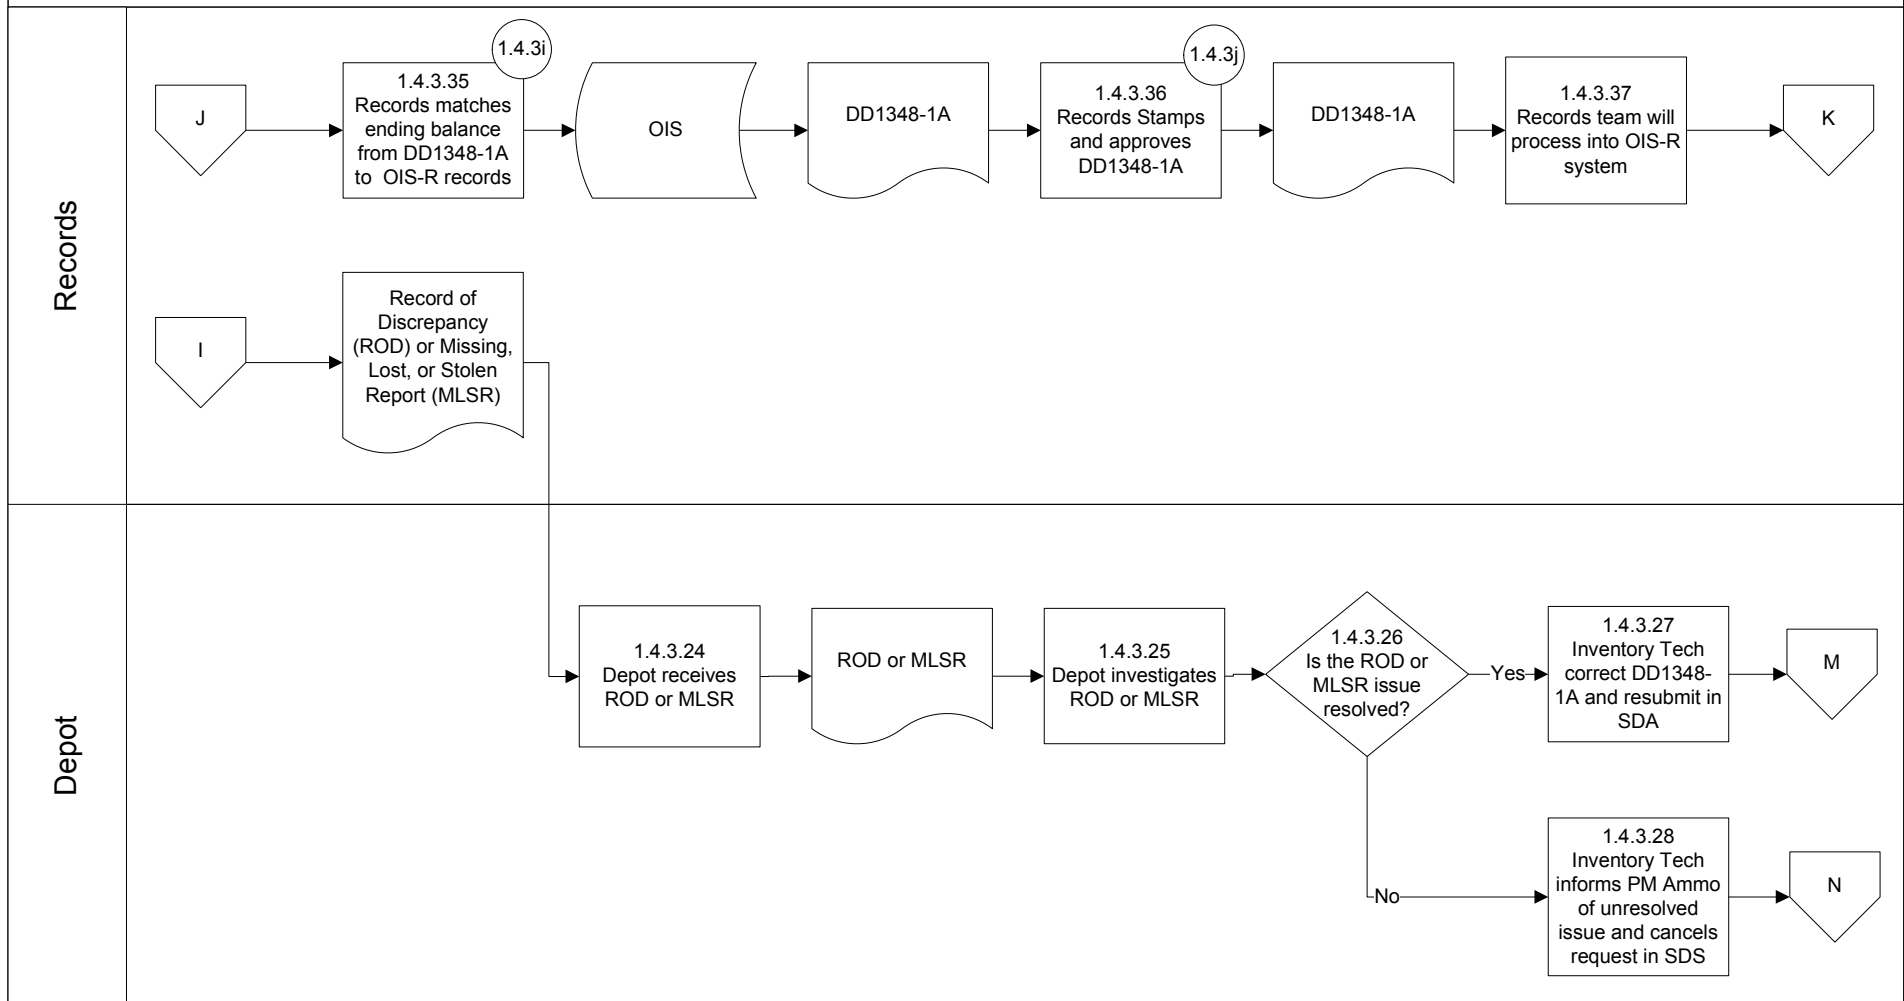 Records
J
1.4.3i
1.4.3.35
Records matches
ending balance
from DD1348-1A
to OIS-R records
OIS
DD1348-1A
1.4.3j
1.4.3.36
Records Stamps
and approves
DD1348-1A
DD1348-1A
1.4.3.37
Records team will
process into OIS-R
system
K
I
Record of
Discrepancy
(ROD) or Missing,
Lost, or Stolen
Report (MLSR)
Depot
1.4.3.24
Depot receives
ROD or MLSR
ROD or MLSR
1.4.3.25
Depot investigates
ROD or MLSR
1.4.3.26
Is the ROD or
MLSR issue
resolved?
Yes
1.4.3.27
Inventory Tech
correct DD1348-
1A and resubmit in
SDA
M
No
1.4.3.28
Inventory Tech
informs PM Ammo
of unresolved
issue and cancels
request in SDS
N